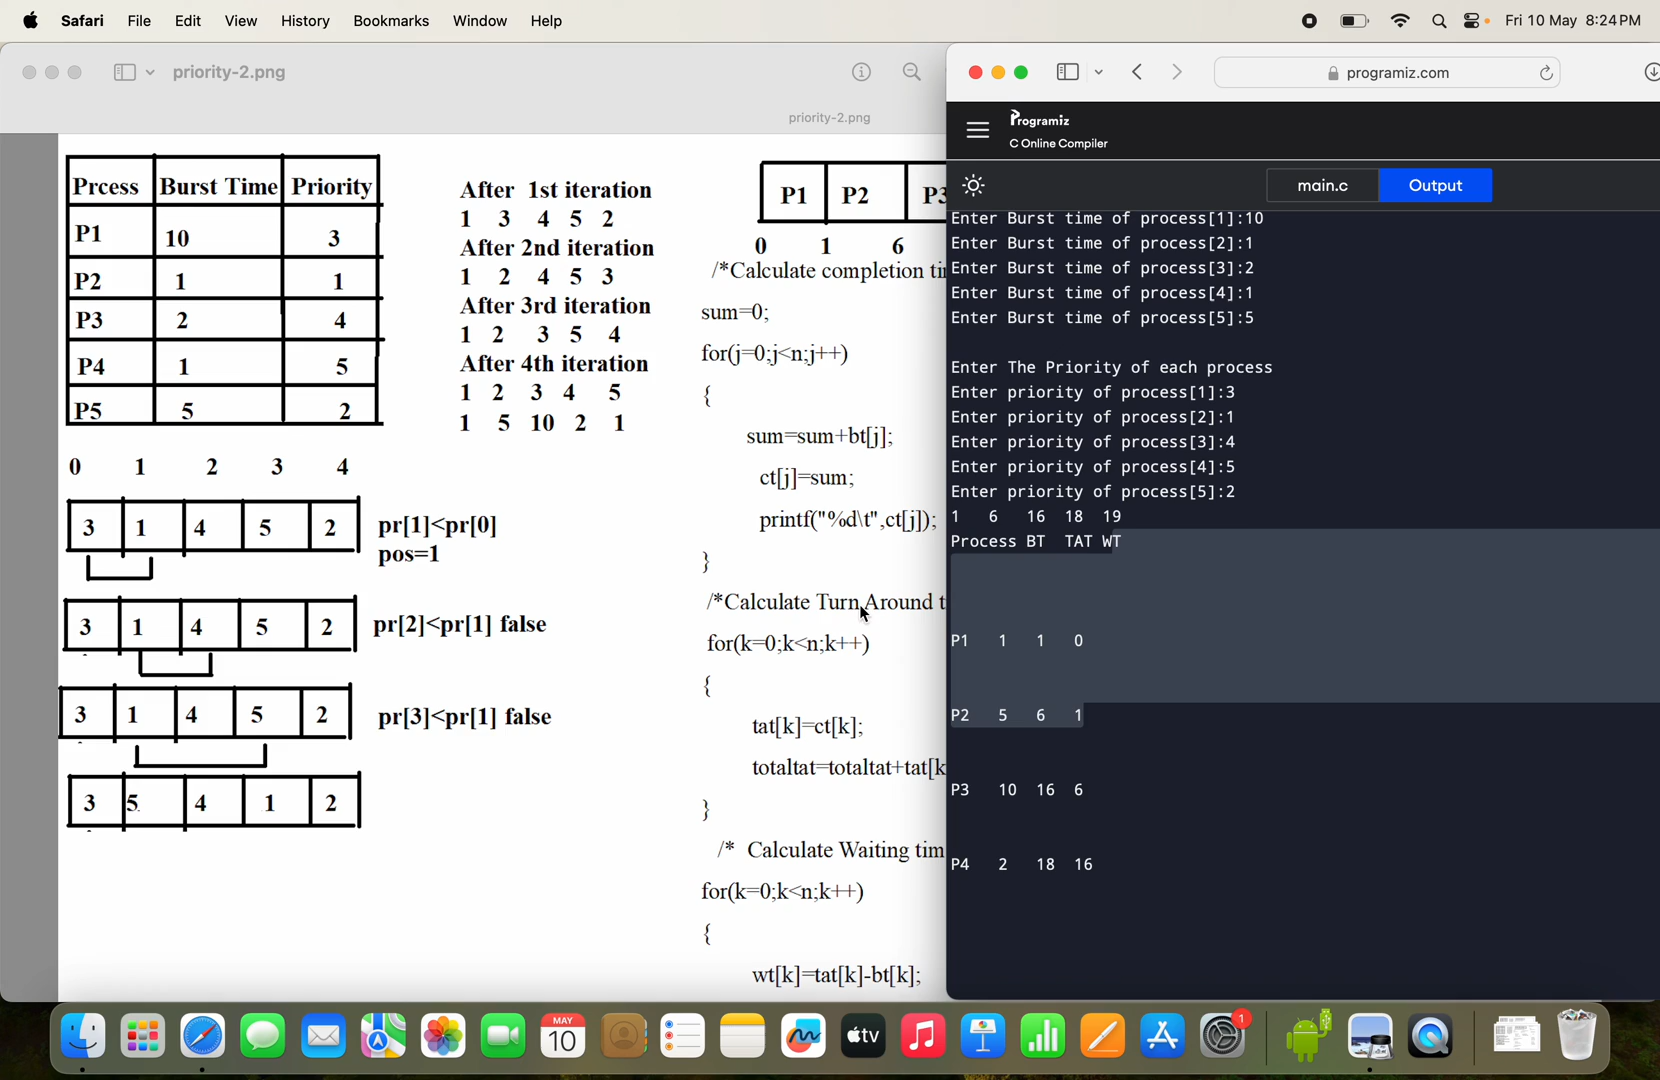 Safari File Edit View History Bookmarks Window Help Fri 10 May 8:24 PM
priority-2.png
priority-2.png
Prcess Burst Time Priority
P1 10 3
P2 1 1
P3 2 4
P4 1 5
P5 5 2
0 1 2 3 4
3 1 4 5 2 pr[1]<pr[0]
pos=1
3 1 4 5 2 pr[2]<pr[1] false
3 1 4 5 2 pr[3]<pr[1] false
3 5 4 1 2
After 1st iteration
1 3 4 5 2
After 2nd iteration
1 2 4 5 3
After 3rd iteration
1 2 3 5 4
After 4th iteration
1 2 3 4 5
1 5 10 2 1
P1 P2 P3
0 1 6
/*Calculate completion
sum=0;
for(j=0;j<n;j++)
{
sum=sum+bt[j];
ct[j]=sum;
printf("%d\t",ct[j]);
}
/*Calculate Turn Around t
for(k=0;k<n;k++)
{
tat[k]=ct[k];
totaltat=totaltat+tat[k
}
/* Calculate Waiting tim
for(k=0;k<n;k++)
{
wt[k]=tat[k]-bt[k];
programiz.com
Programiz
C Online Compiler
main.c Output
Enter Burst time of process[1]:10
Enter Burst time of process[2]:1
Enter Burst time of process[3]:2
Enter Burst time of process[4]:1
Enter Burst time of process[5]:5
Enter The Priority of each process
Enter priority of process[1]:3
Enter priority of process[2]:1
Enter priority of process[3]:4
Enter priority of process[4]:5
Enter priority of process[5]:2
1 6 16 18 19
Process BT TAT WT
P1 1 1 0
P2 5 6 1
P3 10 16 6
P4 2 18 16
MAY
10
tv
1